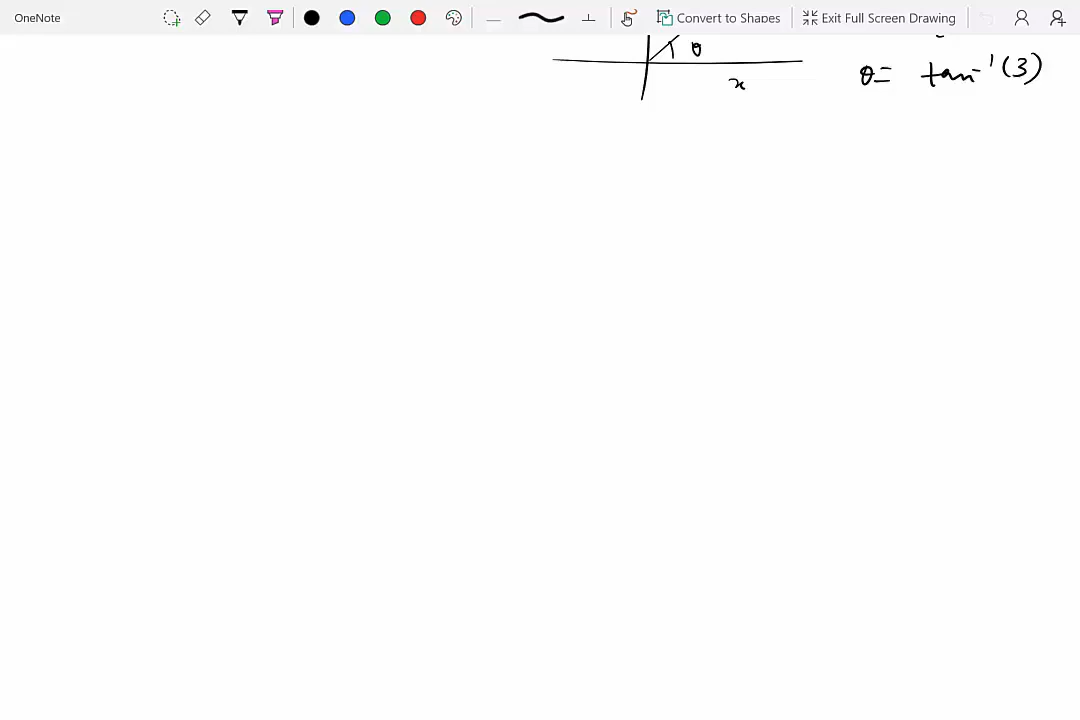 OneNote
Convert to Shapes
Exit Full Screen Drawing
θ
x
θ= tan⁻¹(3)